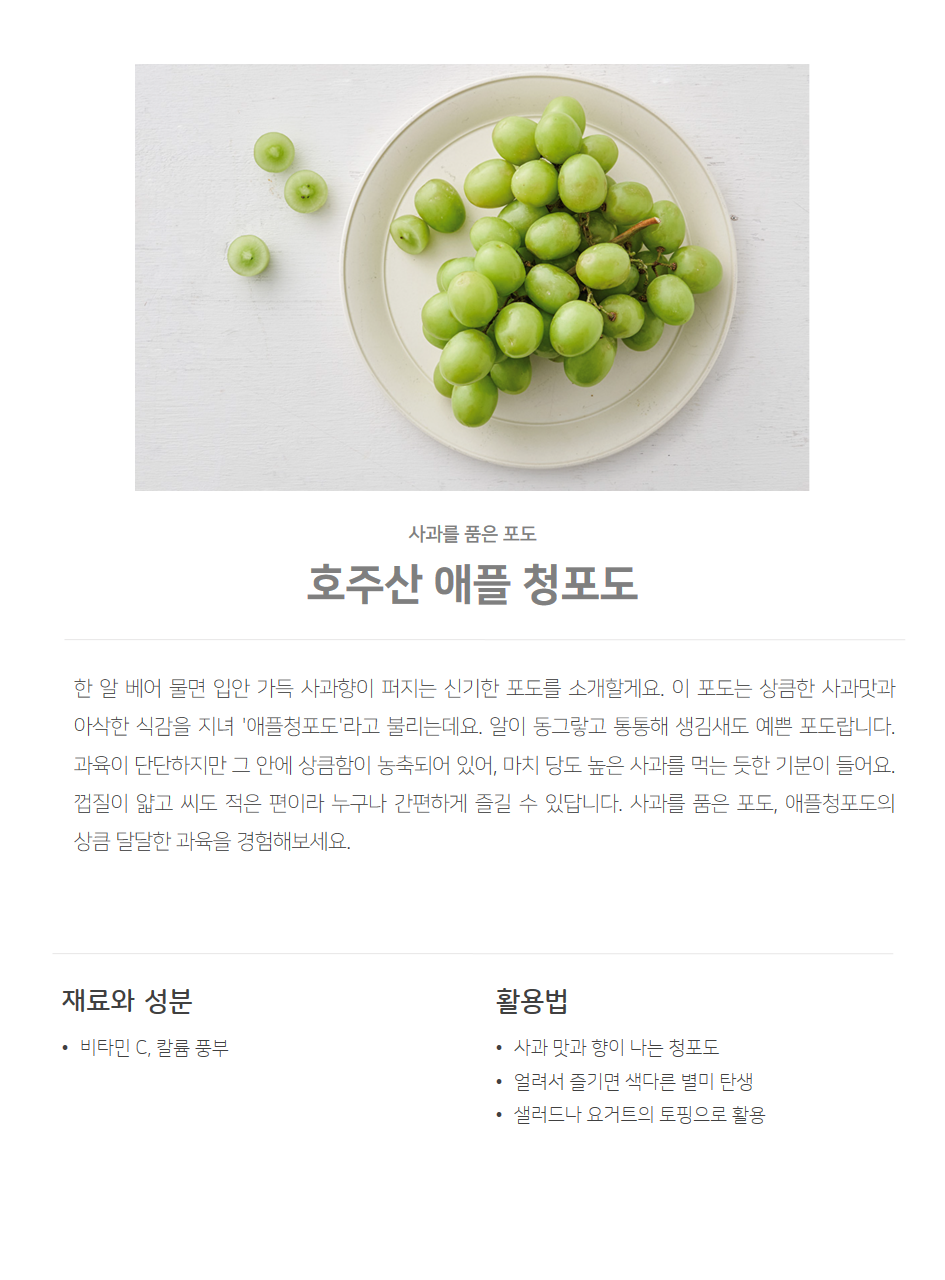 사과를 품은 포도
호주산 애플 청포도
한 알 베어 물면 입안 가득 사과향이 퍼지는 신기한 포도를 소개할게요. 이 포도는 상큼한 사과맛과
아삭한 식감을 지녀 '애플청포도'라고 불리는데요. 알이 동그랗고 통통해 생김새도 예쁜 포도랍니다.
과육이 단단하지만 그 안에 상큼함이 농축되어 있어, 마치 당도 높은 사과를 먹는 듯한 기분이 들어요.
껍질이 얇고 씨도 적은 편이라 누구나 간편하게 즐길 수 있답니다. 사과를 품은 포도, 애플청포도의
상큼 달달한 과육을 경험해보세요.
재료와 성분
• 비타민 C, 칼륨 풍부
활용법
• 사과 맛과 향이 나는 청포도
• 얼려서 즐기면 색다른 별미 탄생
• 샐러드나 요거트의 토핑으로 활용